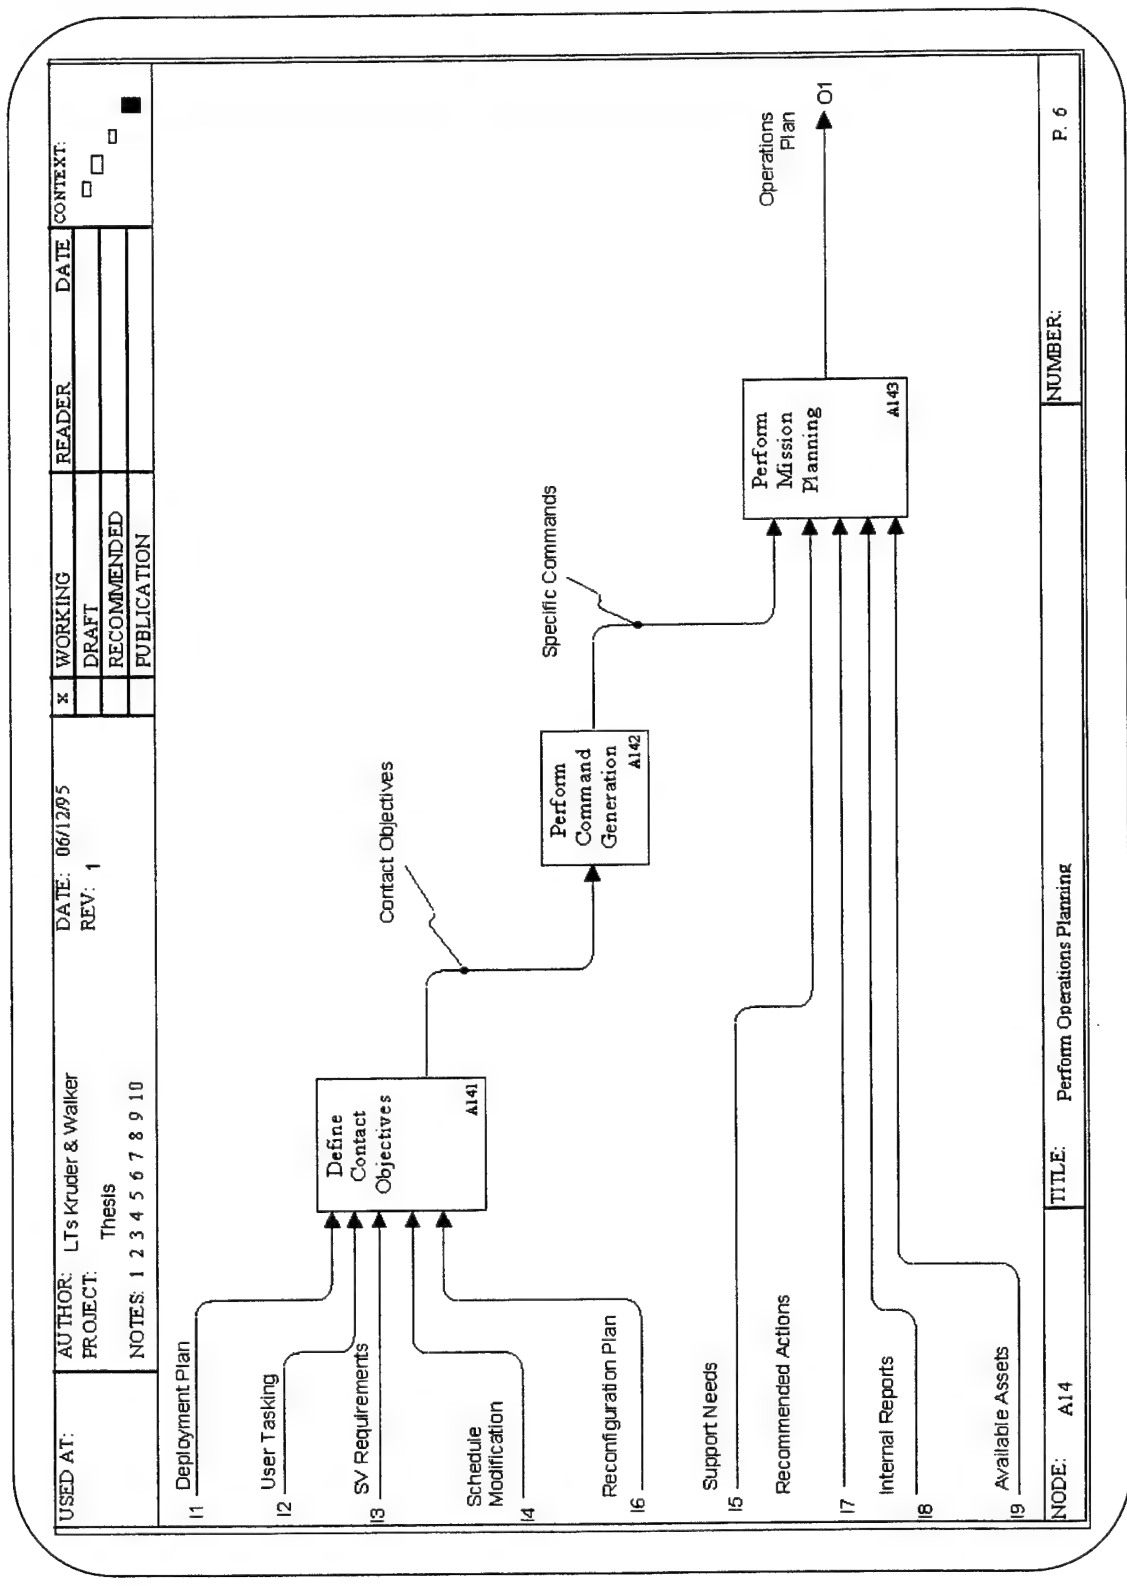 USED AT:
AUTHOR: LTs Kruder & Walker
PROJECT:
Thesis
NOTES: 1 2 3 4 5 6 7 8 9 10
DATE: 06/12/95
REV: 1
x WORKING
DRAFT
RECOMMENDED
PUBLICATION
READER DATE
CONTEXT:
I1 Deployment Plan
I2 User Tasking
I3 SV Requirements
Schedule
Modification
I4
Reconfiguration Plan
I6
Define
Contact
Objectives
A141
Contact Objectives
Perform
Command
Generation
A142
Specific Commands
Support Needs
I5
Recommended Actions
I7
Internal Reports
I8
Available Assets
I9
Perform
Mission
Planning
A143
Operations
Plan
O1
NODE: A14
TITLE: Perform Operations Planning
NUMBER: P. 6